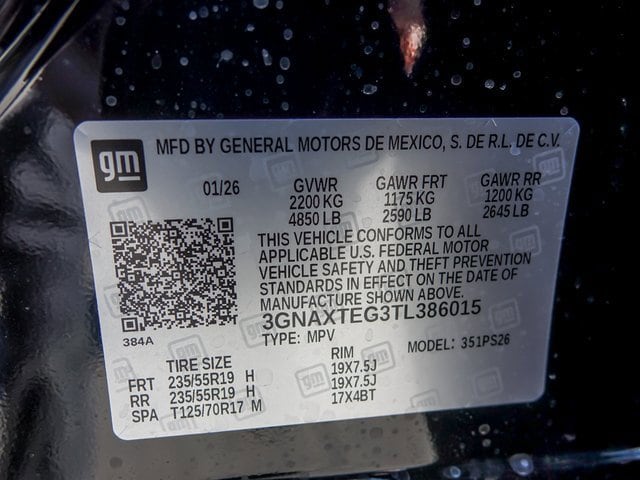 gm MFD BY GENERAL MOTORS DE MEXICO, S. DE R.L. DE C.V.
01/26 GVWR GAWR FRT GAWR RR
2200 KG 1175 KG 1200 KG
4850 LB 2590 LB 2645 LB
THIS VEHICLE CONFORMS TO ALL
APPLICABLE U.S. FEDERAL MOTOR
VEHICLE SAFETY AND THEFT PREVENTION
STANDARDS IN EFFECT ON THE DATE OF
MANUFACTURE SHOWN ABOVE.
3GNAXTEG3TL386015
384A TYPE: MPV MODEL: 351PS26
TIRE SIZE RIM
FRT 235/55R19 H 19X7.5J
RR 235/55R19 H 19X7.5J
SPA T125/70R17 M 17X4BT